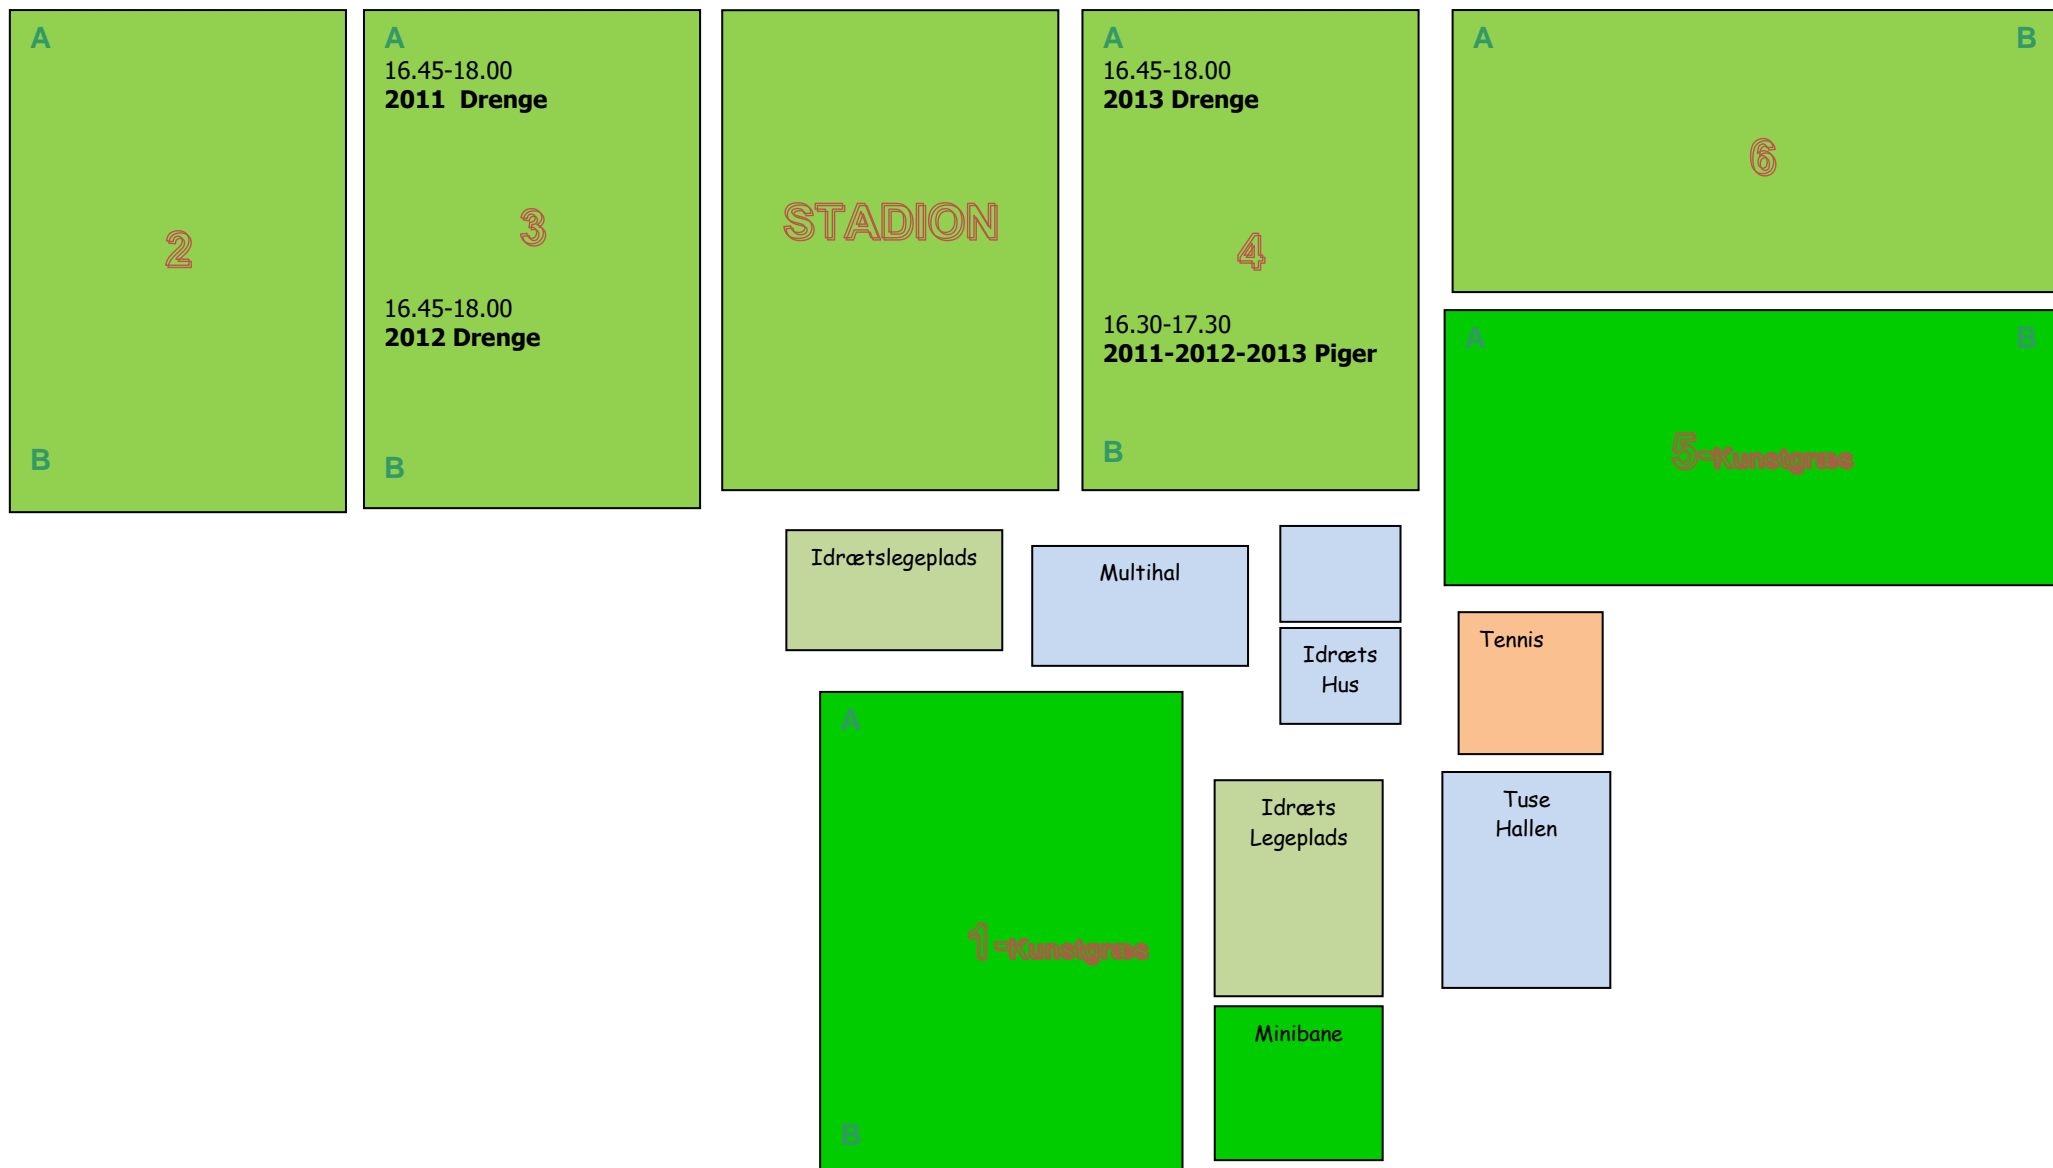 A
2
B
A
16.45-18.00
2011  Drenge
3
16.45-18.00
2012 Drenge
B
STADION
A
16.45-18.00
2013 Drenge
4
16.30-17.30
2011-2012-2013 Piger
B
A B
6
A B
5-Kunstgræs
Idrætslegeplads
Multihal
Idræts
Hus
Tennis
A
1-Kunstgræs
B
Idræts
Legeplads
Tuse
Hallen
Minibane